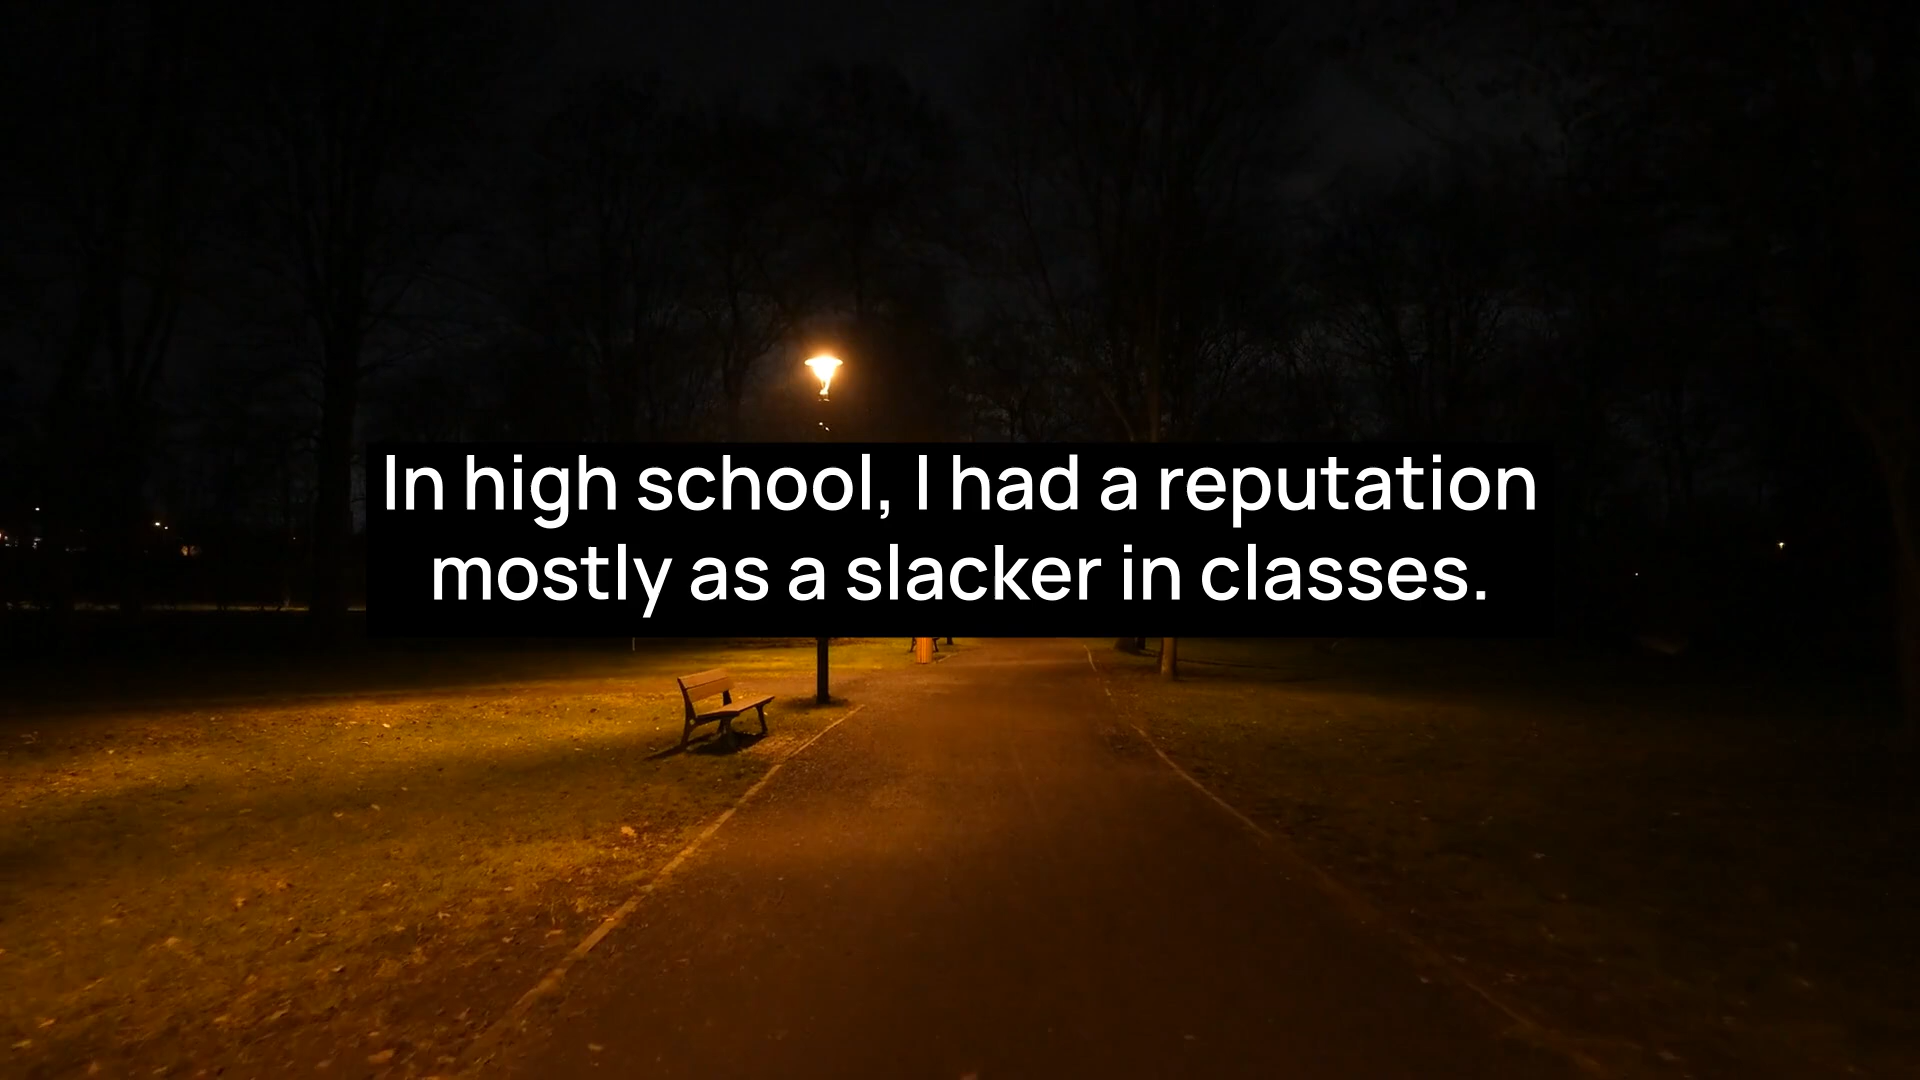 In high school, I had a reputation
mostly as a slacker in classes.